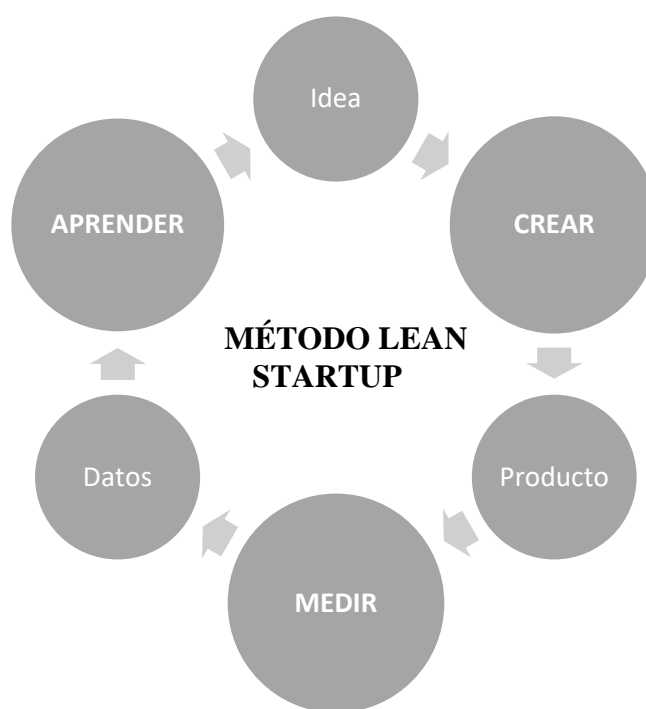 Idea
CREAR
Producto
MEDIR
Datos
APRENDER
MÉTODO LEAN
STARTUP